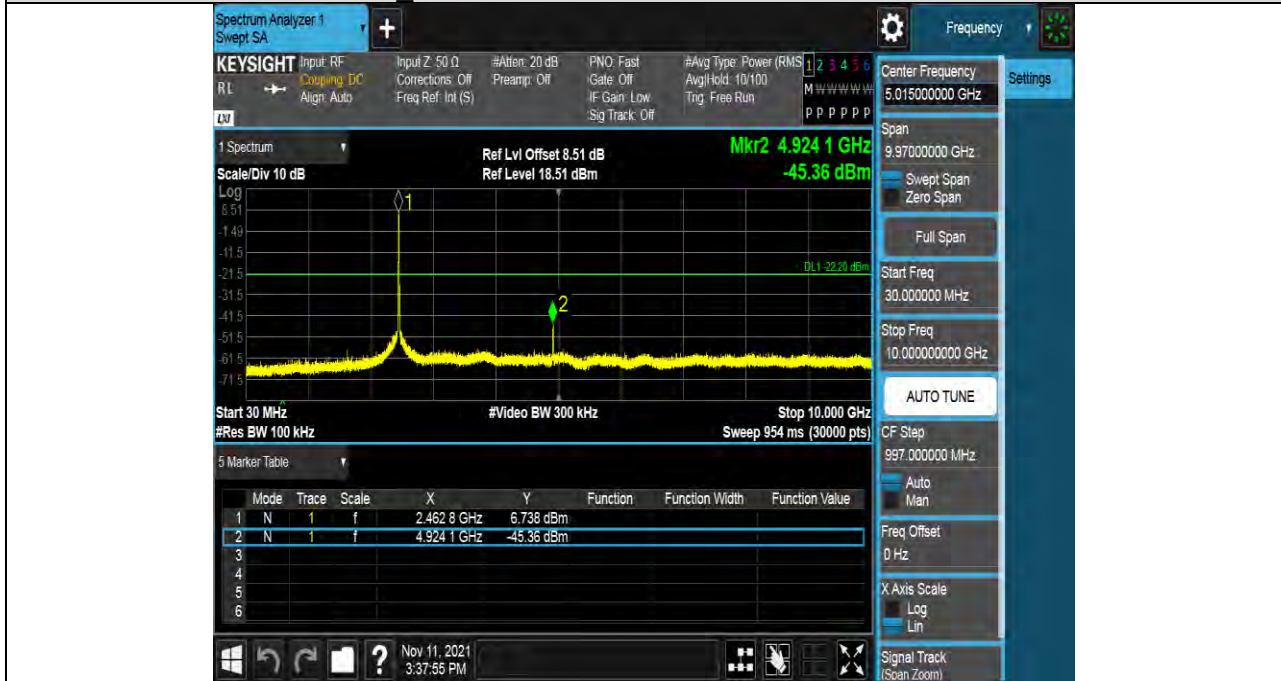 Spectrum Analyzer 1
Swept SA
+
Frequency
KEYSIGHT Input: RF
Coupling: DC
Align: Auto
RL
LXI
Input Z: 50 Ω
Corrections: Off
Freq Ref: Int (S)
#Atten: 20 dB
Preamp: Off
PNO: Fast
Gate: Off
IF Gain: Low
Sig Track: Off
#Avg Type: Power (RMS
Avg|Hold: 10/100
Trig: Free Run
1 2 3 4 5 6
M W W W W W
P P P P P P
Center Frequency
5.015000000 GHz
Settings
Span
9.97000000 GHz
Swept Span
Zero Span
Full Span
Start Freq
30.000000 MHz
Stop Freq
10.000000000 GHz
AUTO TUNE
CF Step
997.000000 MHz
Auto
Man
Freq Offset
0 Hz
X Axis Scale
Log
Lin
Signal Track
(Span Zoom)
1 Spectrum
Scale/Div 10 dB
Ref Lvl Offset 8.51 dB
Ref Level 18.51 dBm
Mkr2 4.924 1 GHz
-45.36 dBm
Log
8.51
-1.49
-11.5
-21.5
-31.5
-41.5
-51.5
-61.5
-71.5
1
DL1 -22.20 dBm
2
Start 30 MHz
#Video BW 300 kHz
Stop 10.000 GHz
#Res BW 100 kHz
Sweep 954 ms (30000 pts)
5 Marker Table
Mode Trace Scale X Y Function Function Width Function Value
1 N 1 f 2.462 8 GHz 6.738 dBm
2 N 1 f 4.924 1 GHz -45.36 dBm
3
4
5
6
?
Nov 11, 2021
3:37:55 PM